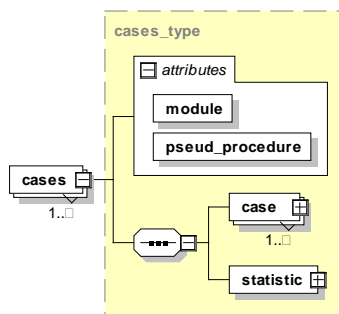 cases_type
attributes
module
pseud_procedure
cases
1..□
case
1..□
statistic